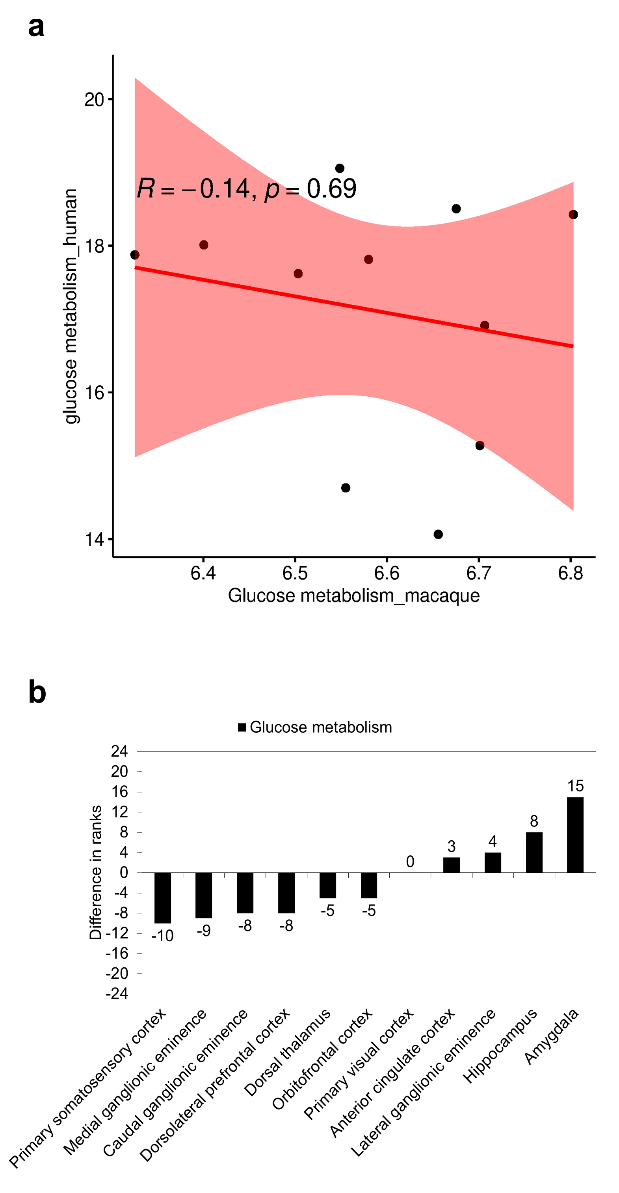 a
20
18
16
14
R = −0.14, p = 0.69
glucose metabolism_human
6.4 6.5 6.6 6.7 6.8
Glucose metabolism_macaque
b
Glucose metabolism
24
20
16
12
8
4
0
-4
-8
-12
-16
-20
-24
Difference in ranks
-10 -9 -8 -8 -5 -5 0 3 4 8 15
Primary somatosensory cortex
Medial ganglionic eminence
Caudal ganglionic eminence
Dorsolateral prefrontal cortex
Dorsal thalamus
Orbitofrontal cortex
Primary visual cortex
Anterior cingulate cortex
Lateral ganglionic eminence
Hippocampus
Amygdala